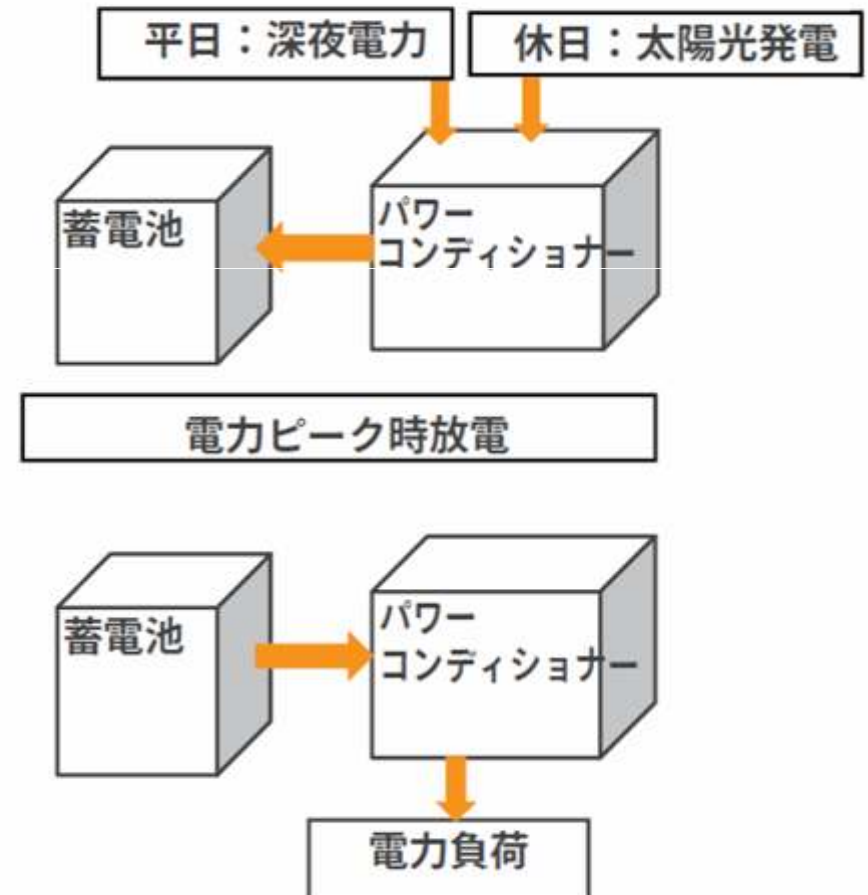 平日：深夜電力
休日：太陽光発電
蓄電池
パワー
コンディショナー
電力ピーク時放電
蓄電池
パワー
コンディショナー
電力負荷